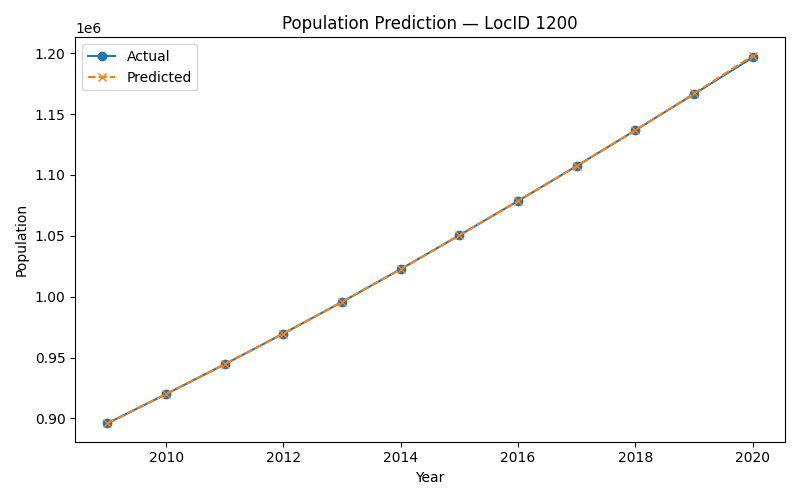 Population Prediction — LocID 1200
1e6
Actual
Predicted
1.20
1.15
1.10
1.05
1.00
0.95
0.90
Population
2010 2012 2014 2016 2018 2020
Year